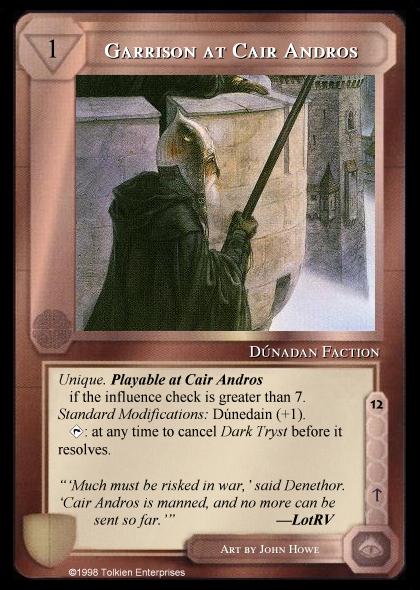 1
GARRISON AT CAIR ANDROS
DÚNADAN FACTION
Unique. Playable at Cair Andros
if the influence check is greater than 7.
Standard Modifications: Dúnedain (+1).
: at any time to cancel Dark Tryst before it
resolves.
12
“‘Much must be risked in war,’ said Denethor.
‘Cair Andros is manned, and no more can be
sent so far.’” —LotRV
ART BY JOHN HOWE
©1998 Tolkien Enterprises